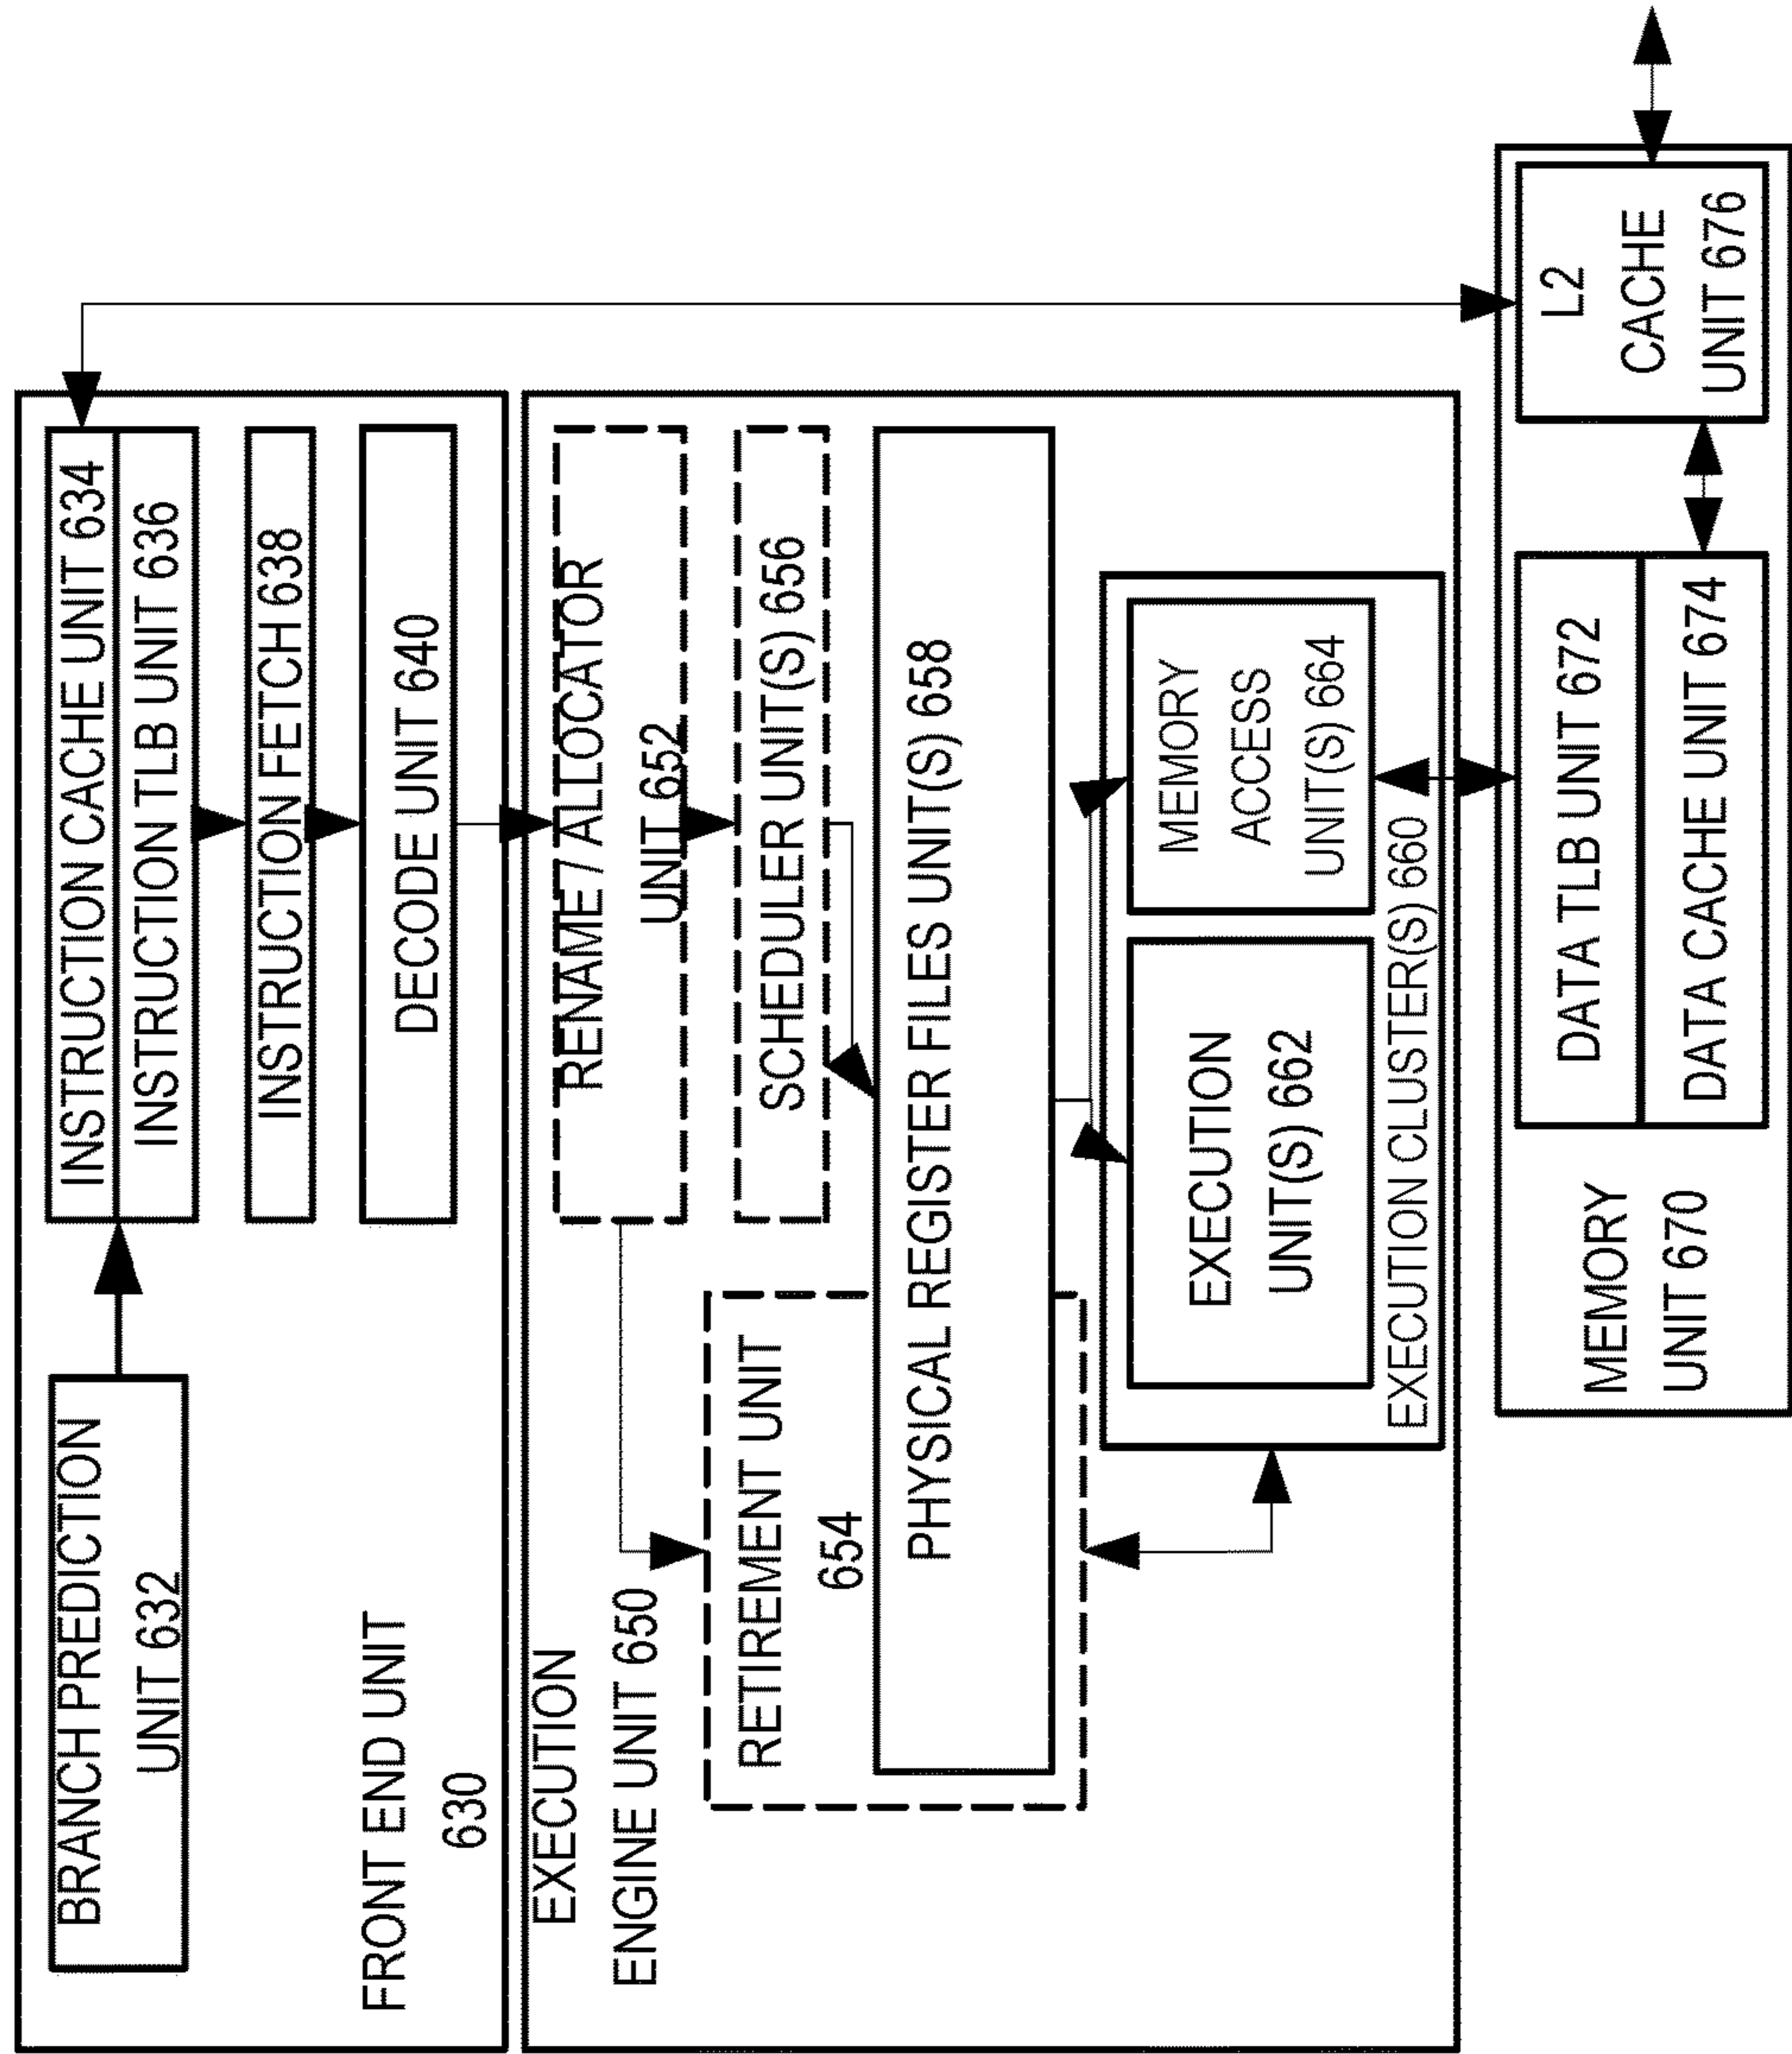 BRANCH PREDICTION
UNIT 632
INSTRUCTION CACHE UNIT 634
INSTRUCTION TLB UNIT 636
INSTRUCTION FETCH 638
DECODE UNIT 640
FRONT END UNIT
630
EXECUTION
ENGINE UNIT 650
RENAME / ALLOCATOR
UNIT 652
RETIREMENT UNIT
654
SCHEDULER UNIT(S) 656
PHYSICAL REGISTER FILES UNIT(S) 658
EXECUTION
UNIT(S) 662
MEMORY
ACCESS
UNIT(S) 664
EXECUTION CLUSTER(S) 660
MEMORY
UNIT 670
DATA TLB UNIT 672
DATA CACHE UNIT 674
L2
CACHE
UNIT 676